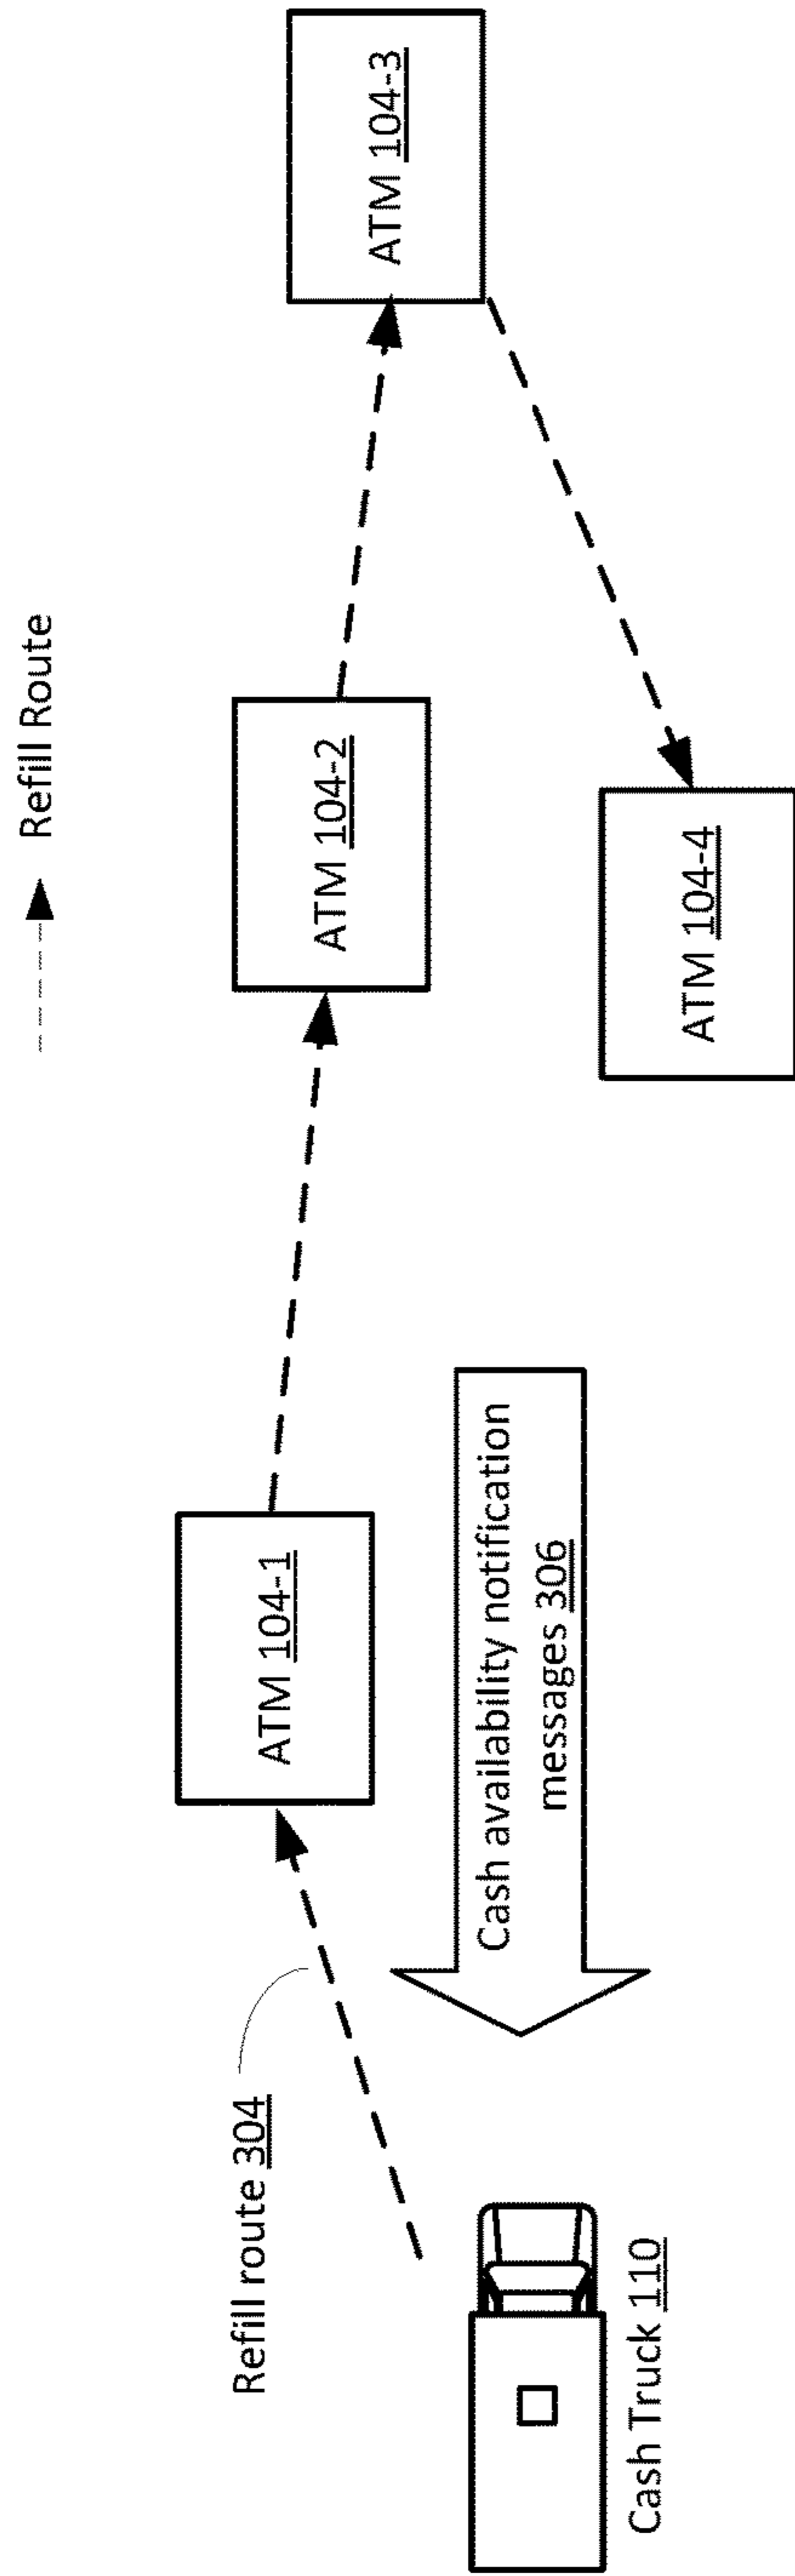 Refill Route
ATM 104-3
ATM 104-2
ATM 104-1
ATM 104-4
Refill route 304
Cash availability notification
messages 306
Cash Truck 110